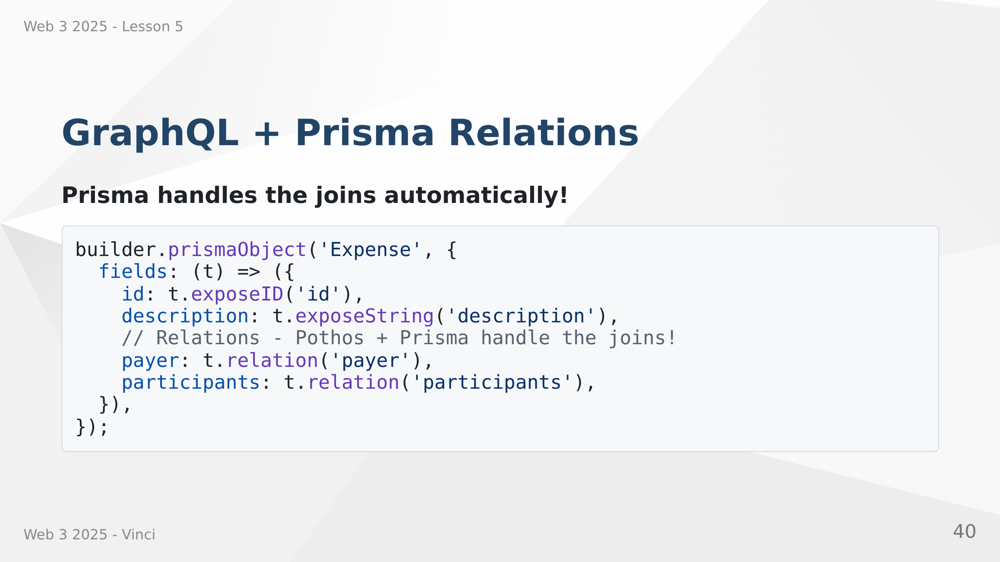 Web 3 2025 - Lesson 5
GraphQL + Prisma Relations
Prisma handles the joins automatically!
builder.prismaObject('Expense', {
  fields: (t) => ({
    id: t.exposeID('id'),
    description: t.exposeString('description'),
    // Relations - Pothos + Prisma handle the joins!
    payer: t.relation('payer'),
    participants: t.relation('participants'),
  }),
});
Web 3 2025 - Vinci
40